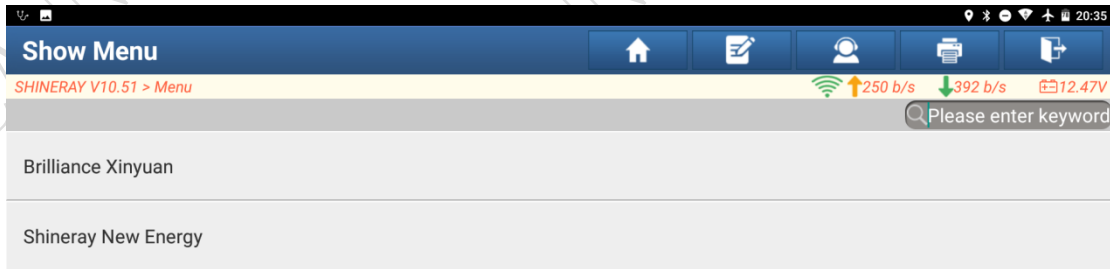 20:35
Show Menu
SHINERAY V10.51 > Menu
250 b/s
392 b/s
12.47V
Please enter keyword
Brilliance Xinyuan
Shineray New Energy